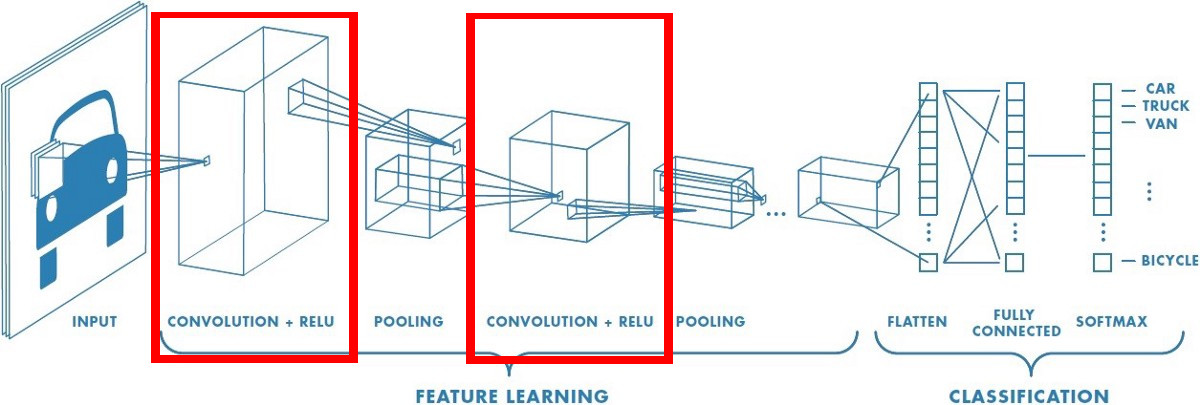 CAR
TRUCK
VAN
BICYCLE
INPUT
CONVOLUTION + RELU
POOLING
CONVOLUTION + RELU
POOLING
FLATTEN
FULLY
CONNECTED
SOFTMAX
FEATURE LEARNING
CLASSIFICATION